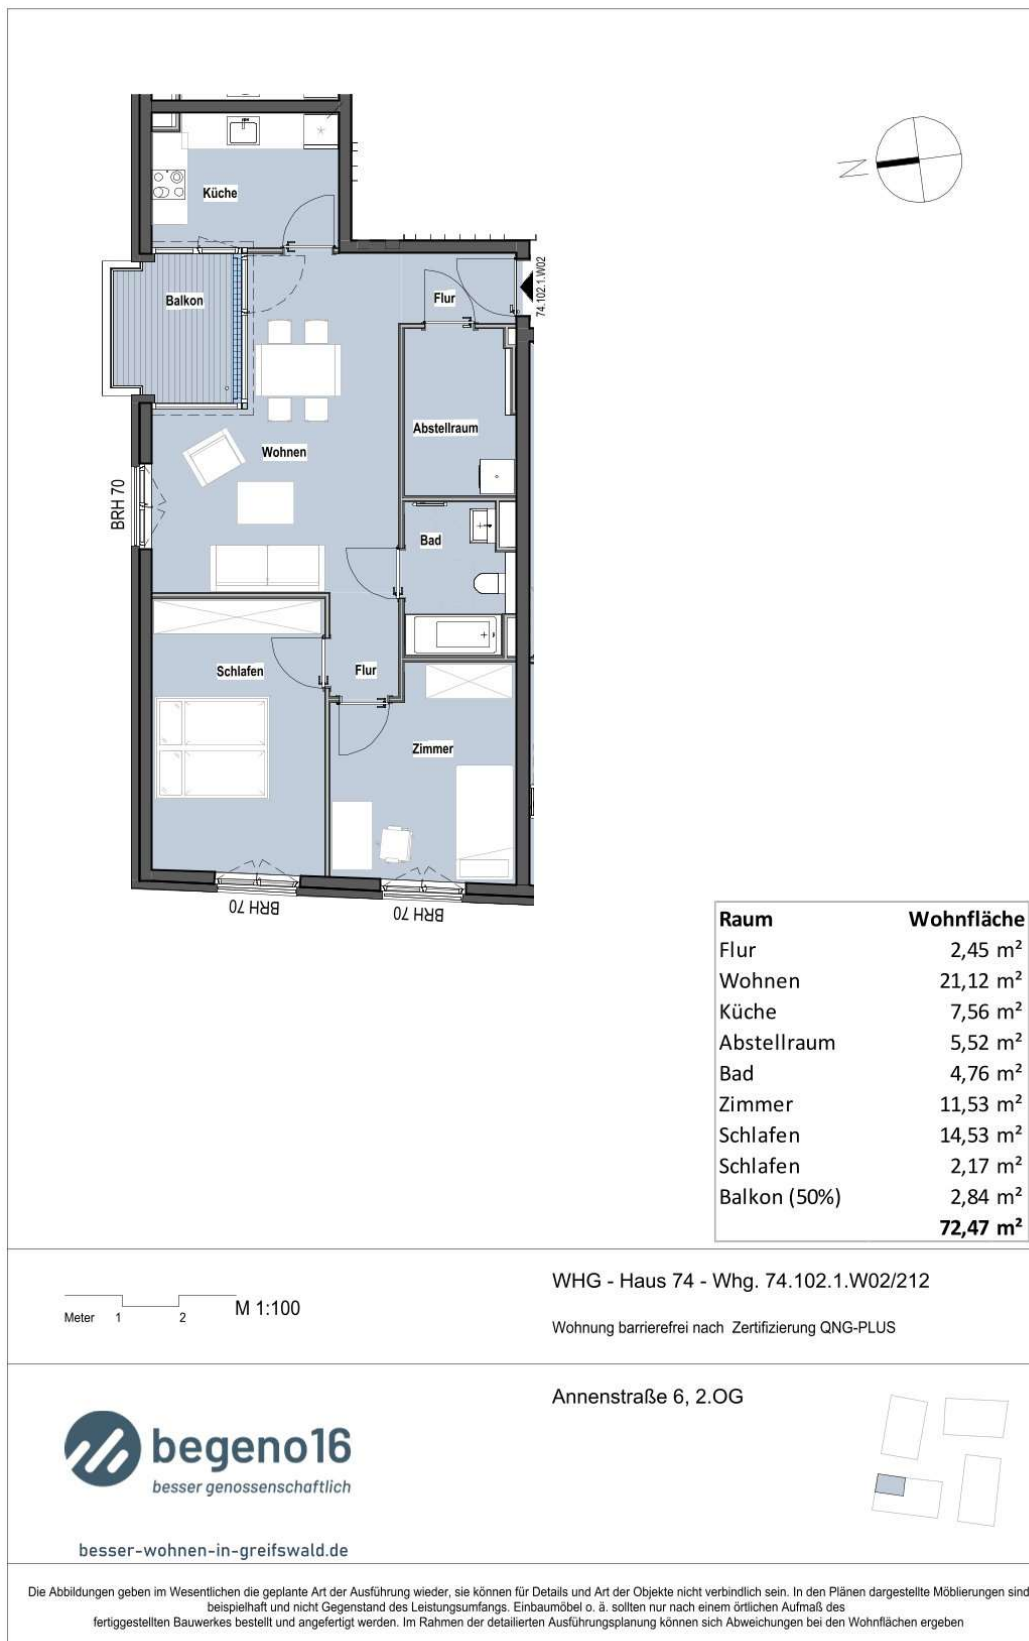 Küche
N
Balkon
Flur
74.102.1.W02
Abstellraum
Wohnen
BRH 70
Bad
Schlafen
Flur
Zimmer
BRH 70
BRH 70
Raum Wohnfläche
Flur 2,45 m²
Wohnen 21,12 m²
Küche 7,56 m²
Abstellraum 5,52 m²
Bad 4,76 m²
Zimmer 11,53 m²
Schlafen 14,53 m²
Schlafen 2,17 m²
Balkon (50%) 2,84 m²
72,47 m²
WHG - Haus 74 - Whg. 74.102.1.W02/212
Meter 1 2 M 1:100
Wohnung barrierefrei nach Zertifizierung QNG-PLUS
Annenstraße 6, 2.OG
begeno16
besser genossenschaftlich
besser-wohnen-in-greifswald.de
Die Abbildungen geben im Wesentlichen die geplante Art der Ausführung wieder, sie können für Details und Art der Objekte nicht verbindlich sein. In den Plänen dargestellte Möblierungen sind
beispielhaft und nicht Gegenstand des Leistungsumfangs. Einbaumöbel o. ä. sollten nur nach einem örtlichen Aufmaß des
fertiggestellten Bauwerkes bestellt und angefertigt werden. Im Rahmen der detailierten Ausführungsplanung können sich Abweichungen bei den Wohnflächen ergeben